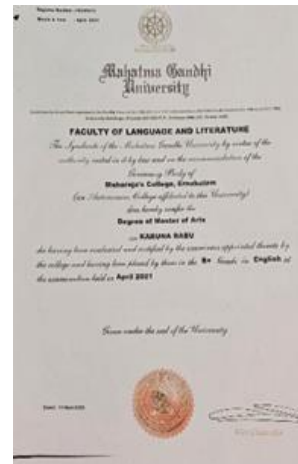 Mahatma Gandhi
University
FACULTY OF LANGUAGE AND LITERATURE
The Syndicate of the Mahatma Gandhi University by virtue of the
authority vested in it by law and on the recommendation of the
Governing Body of
Maharaja's College, Ernakulam
(an Autonomous College affiliated to this University)
does hereby confer the
Degree of Master of Arts
on
she having been evaluated and certified by the examiners appointed thereto by
the college and having been placed by them in the B+ Grade in English at
the examination held in April 2021
Given under the seal of the University
Vice-Chancellor